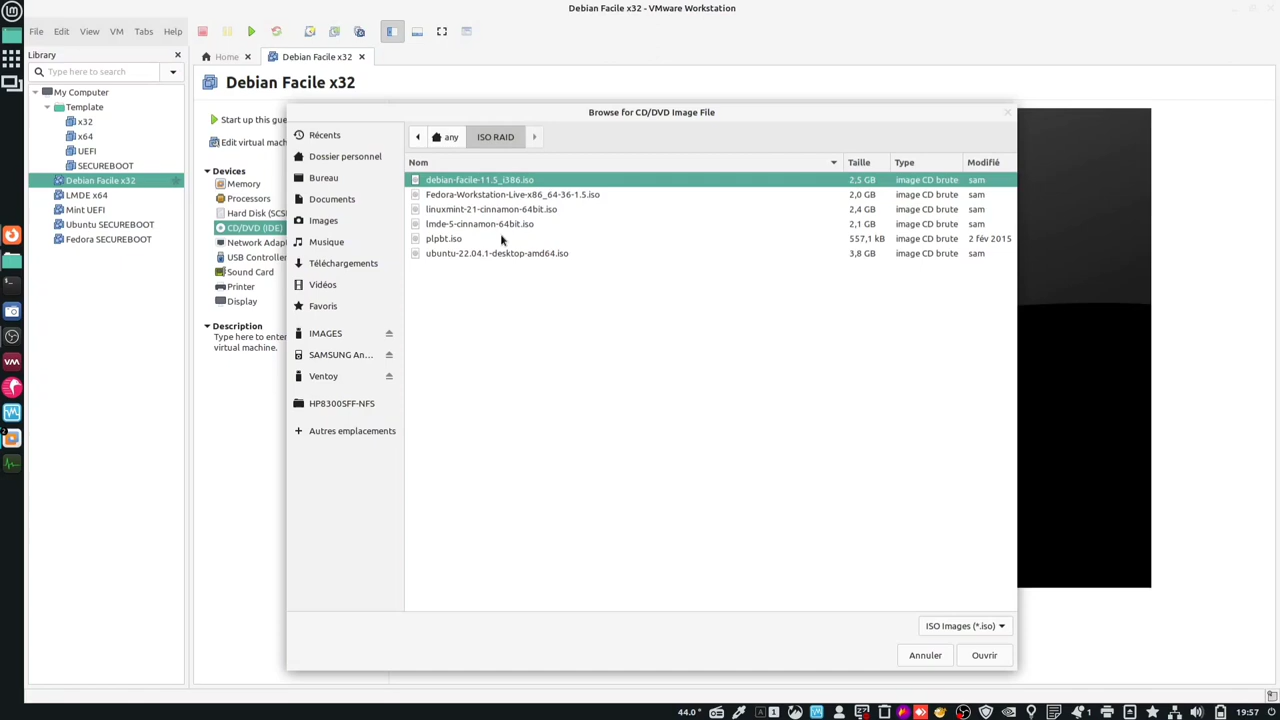 Debian Facile x32 - VMware Workstation
File Edit View VM Tabs Help
Library
Type here to search
My Computer
Template
x32
x64
UEFI
SECUREBOOT
Debian Facile x32
LMDE x64
Mint UEFI
Ubuntu SECUREBOOT
Fedora SECUREBOOT
Home
Debian Facile x32
Debian Facile x32
Start up this gue
Edit virtual mach
Devices
Memory
Processors
Hard Disk (SCS
CD/DVD (IDE)
Network Adap
USB Controlle
Sound Card
Printer
Display
Description
Type here to enter
virtual machine.
Browse for CD/DVD Image File
Récents
Dossier personnel
Bureau
Documents
Images
Musique
Téléchargements
Vidéos
Favoris
IMAGES
SAMSUNG An...
Ventoy
HP8300SFF-NFS
Autres emplacements
any ISO RAID
Nom Taille Type Modifié
debian-facile-11.5_i386.iso 2,5 GB image CD brute sam
Fedora-Workstation-Live-x86_64-36-1.5.iso 2,0 GB image CD brute sam
linuxmint-21-cinnamon-64bit.iso 2,4 GB image CD brute sam
lmde-5-cinnamon-64bit.iso 2,1 GB image CD brute sam
plpbt.iso 557,1 kB image CD brute 2 fév 2015
ubuntu-22.04.1-desktop-amd64.iso 3,8 GB image CD brute sam
ISO Images (*.iso)
Annuler Ouvrir
44.0° 1 1 19:57